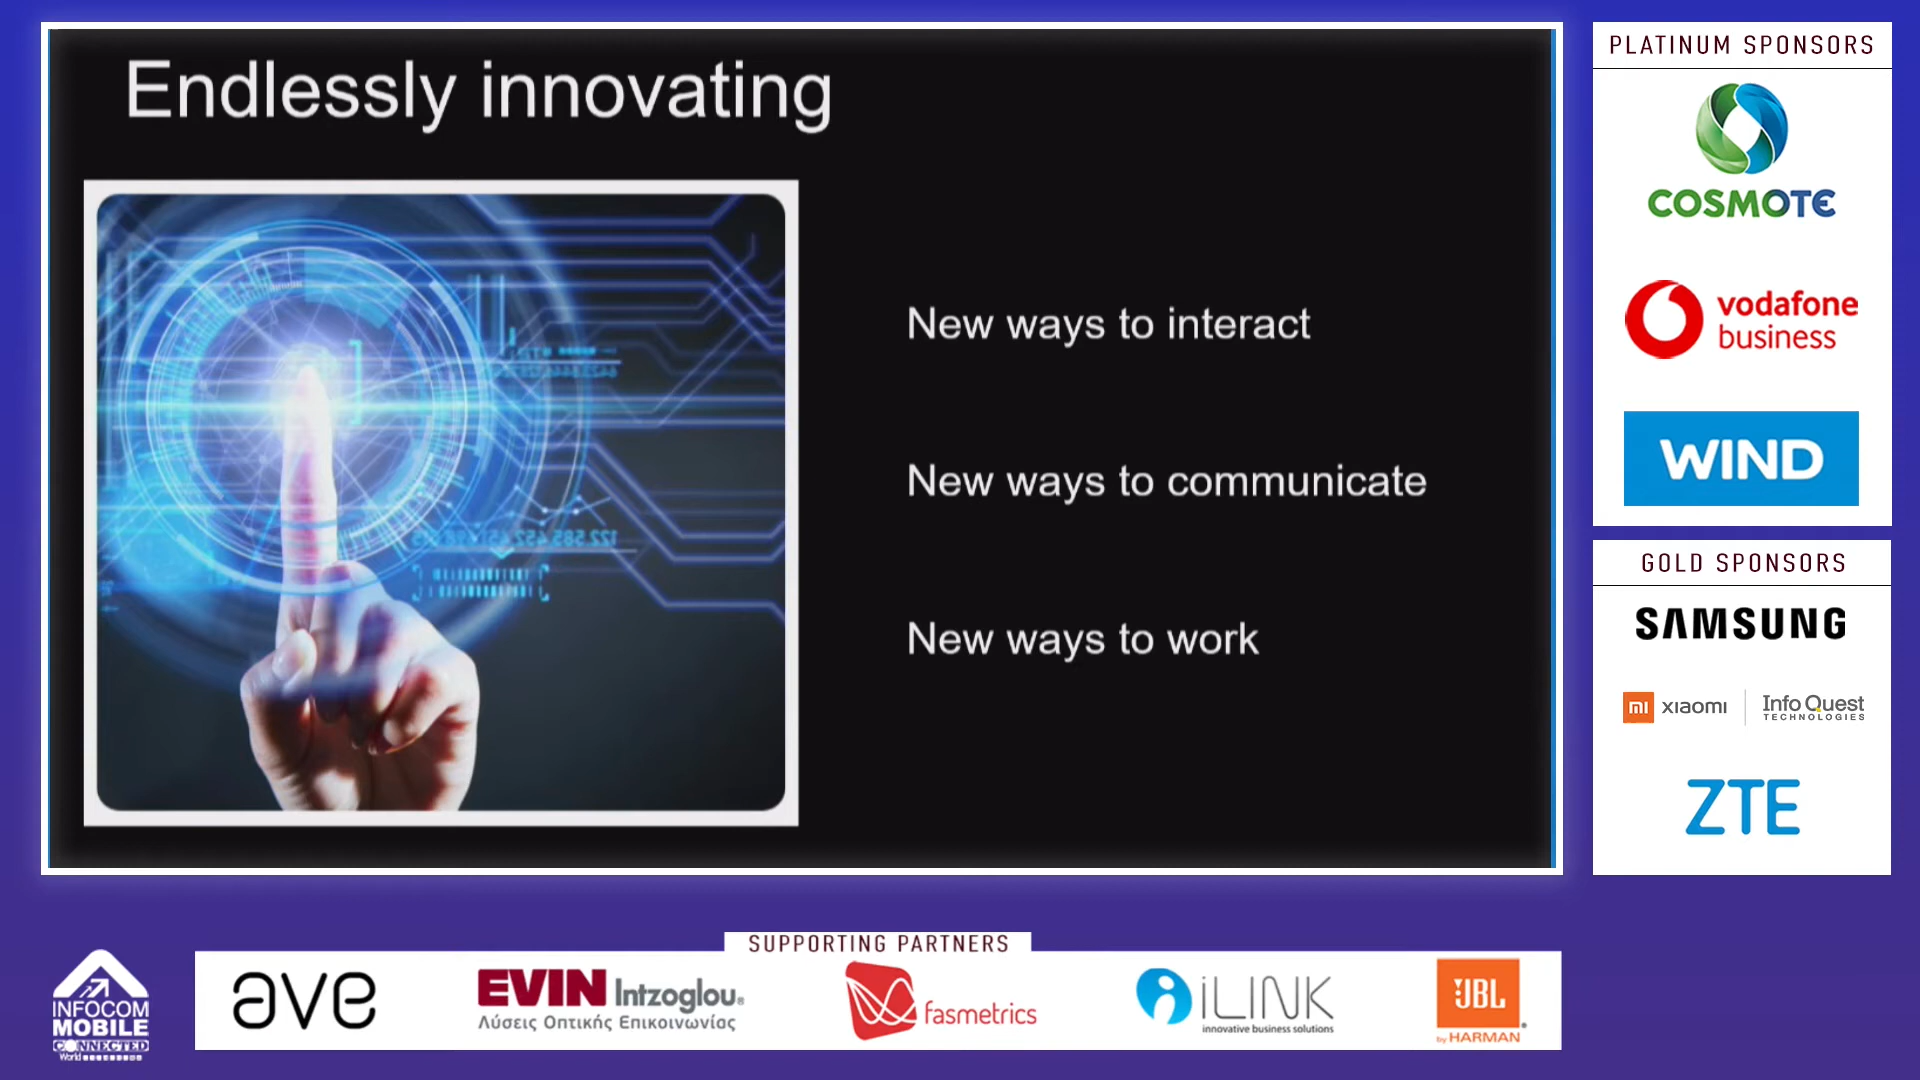 Endlessly innovating
New ways to interact
New ways to communicate
New ways to work
PLATINUM SPONSORS
COSMOTE
vodafone
business
WIND
GOLD SPONSORS
SAMSUNG
mi xiaomi
Info Quest
TECHNOLOGIES
ZTE
SUPPORTING PARTNERS
INFOCOM
MOBILE
CONNECTED
World
ave
EVIN Intzoglou
Λύσεις Οπτικής Επικοινωνίας
fasmetrics
iLINK
innovative business solutions
JBL
by HARMAN